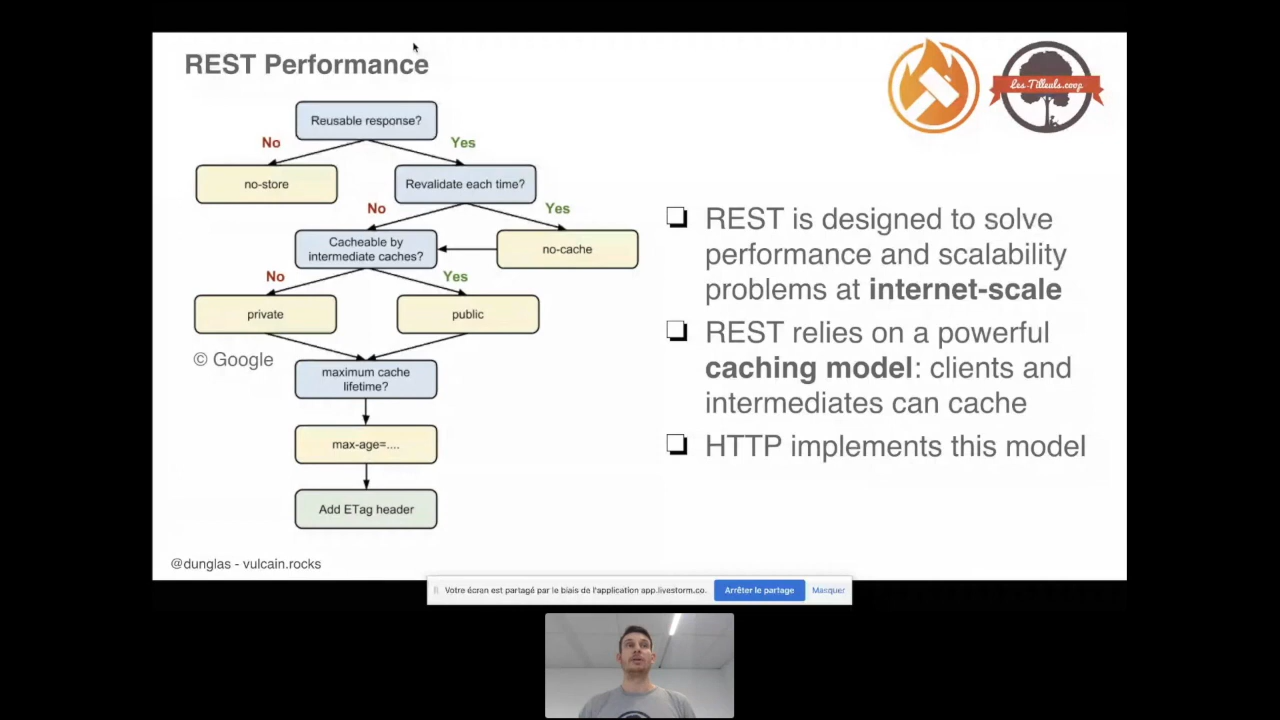 REST Performance
Les-Tilleuls.coop
Reusable response?
No
Yes
no-store
Revalidate each time?
No
Yes
Cacheable by
intermediate caches?
no-cache
No
Yes
private
public
© Google
maximum cache
lifetime?
max-age=....
Add ETag header
❑ REST is designed to solve
performance and scalability
problems at internet-scale
❑ REST relies on a powerful
caching model: clients and
intermediates can cache
❑ HTTP implements this model
@dunglas - vulcain.rocks
Votre écran est partagé par le biais de l'application app.livestorm.co.
Arrêter le partage
Masquer